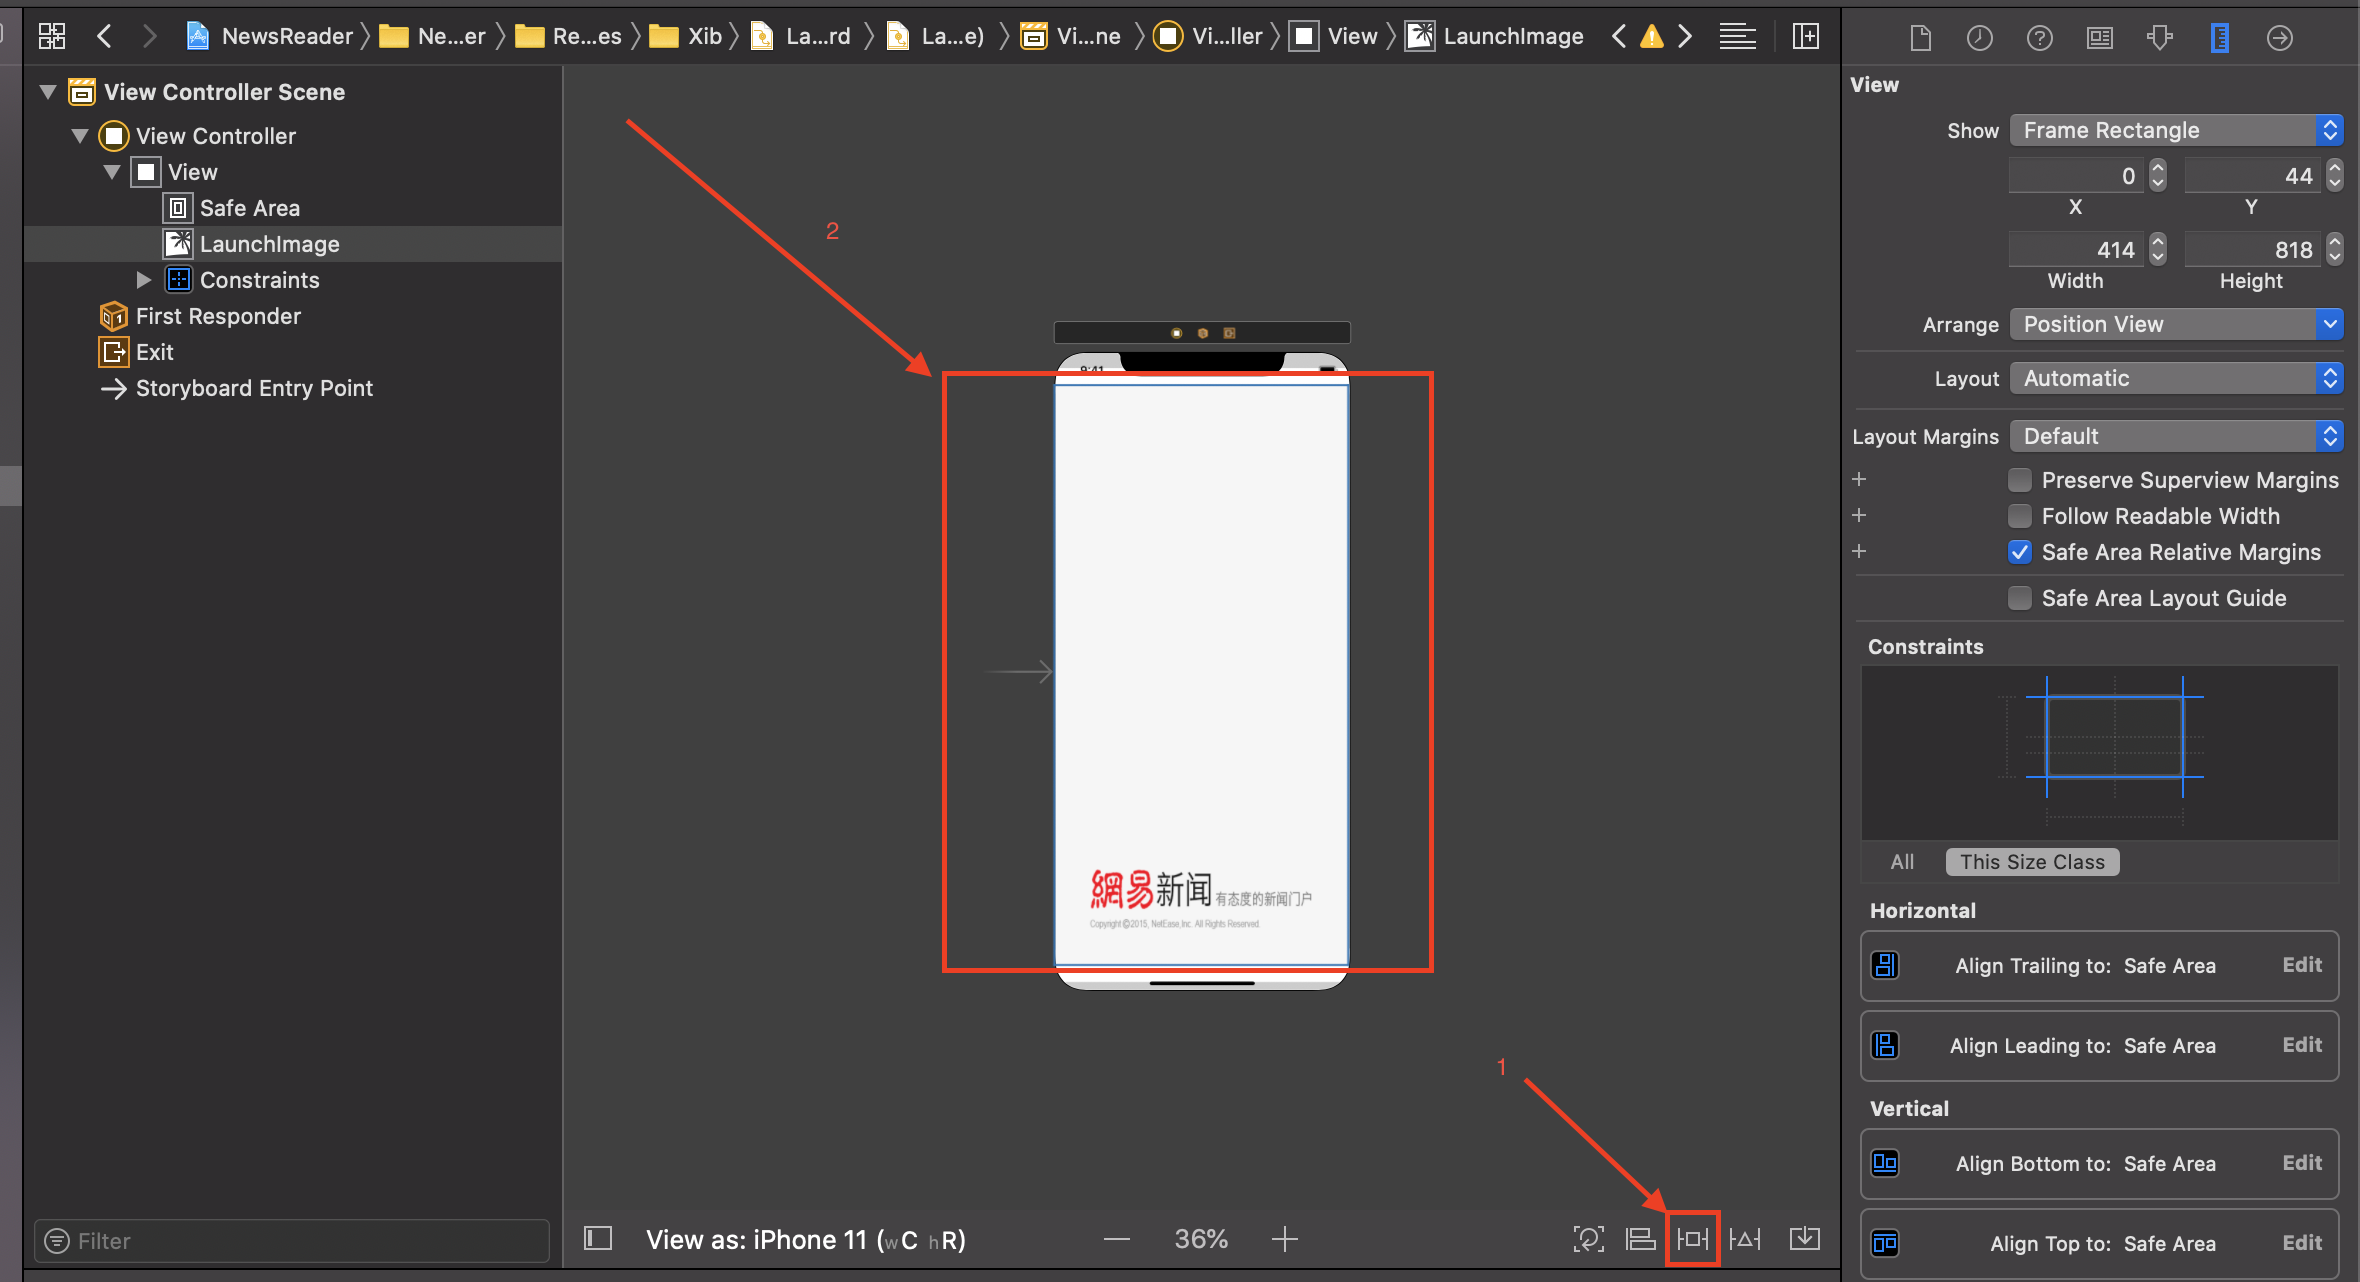 NewsReader Ne...er Re...es Xib La...rd La...e) Vi...ne Vi...ller View LaunchImage
View Controller Scene
View Controller
View
Safe Area
LaunchImage
Constraints
First Responder
Exit
Storyboard Entry Point
Filter
2
9:41
網易新闻 有态度的新闻门户
Copyright©2015, NetEase,Inc. All Rights Reserved.
1
View as: iPhone 11 (wC hR)
36%
View
Show Frame Rectangle
0 44
X Y
414 818
Width Height
Arrange Position View
Layout Automatic
Layout Margins Default
Preserve Superview Margins
Follow Readable Width
Safe Area Relative Margins
Safe Area Layout Guide
Constraints
All This Size Class
Horizontal
Align Trailing to: Safe Area Edit
Align Leading to: Safe Area Edit
Vertical
Align Bottom to: Safe Area Edit
Align Top to: Safe Area Edit